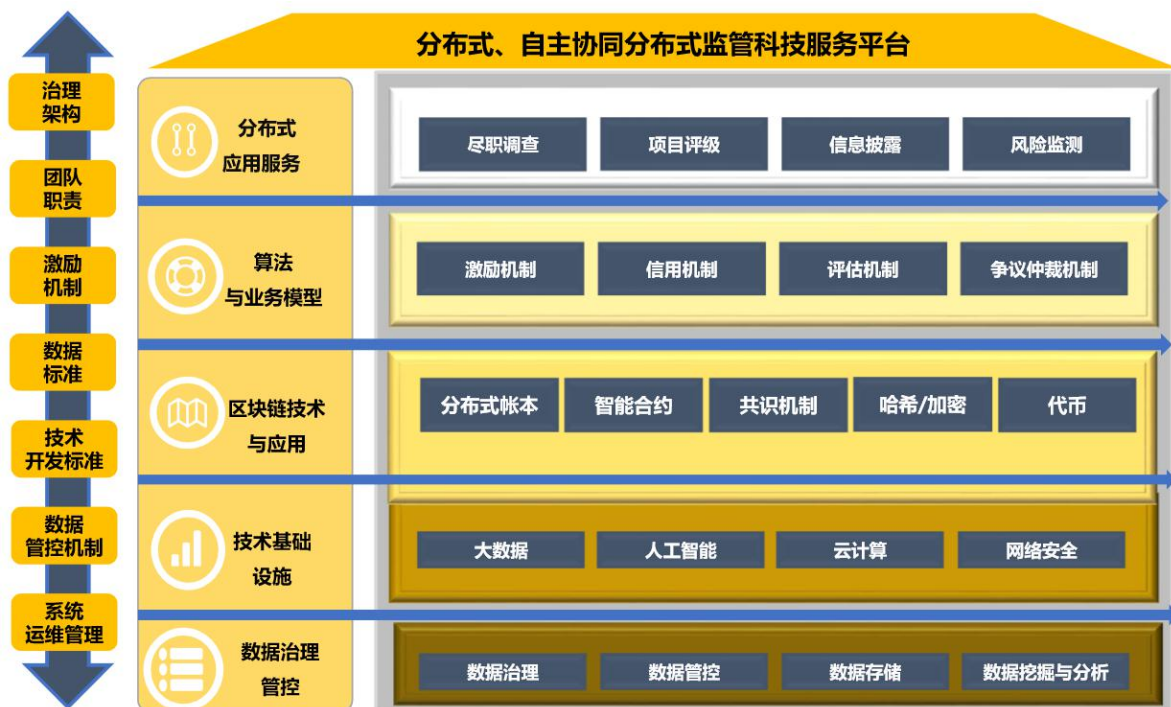 分布式、自主协同分布式监管科技服务平台
治理
架构
团队
职责
激励
机制
数据
标准
技术
开发标准
数据
管控机制
系统
运维管理
分布式
应用服务
尽职调查
项目评级
信息披露
风险监测
算法
与业务模型
激励机制
信用机制
评估机制
争议仲裁机制
区块链技术
与应用
分布式帐本
智能合约
共识机制
哈希/加密
代币
技术基础
设施
大数据
人工智能
云计算
网络安全
数据治理
管控
数据治理
数据管控
数据存储
数据挖掘与分析